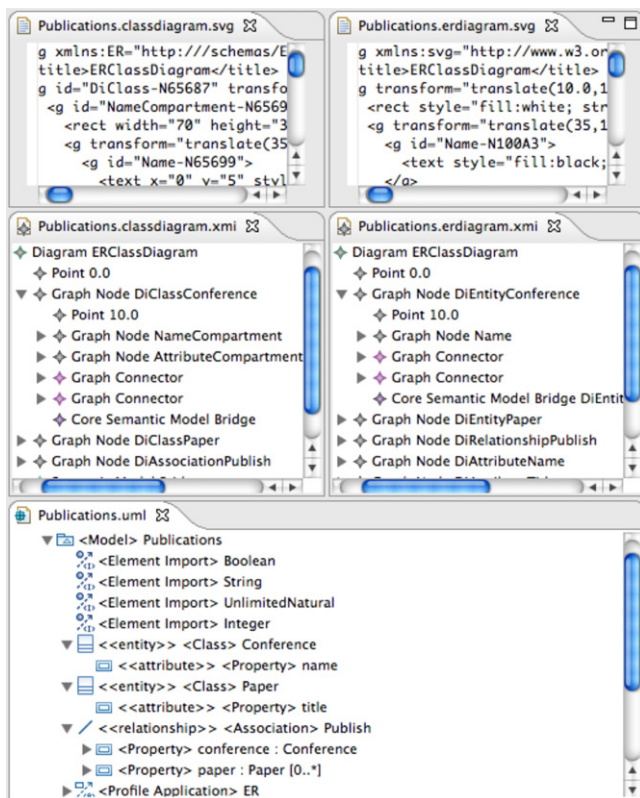 Publications.classdiagram.svg
g xmlns:ER="http:///schemas/E
title>ERClassDiagram</title>
g id="DiClass-N65687" transfo
<g id="NameCompartment-N6569
<rect width="70" height="3
<g transform="translate(35
<g id="Name-N65699">
<text x="0" y="5" styl
Publications.erdiagram.svg
g xmlns:svg="http://www.w3.or
title>ERClassDiagram</title>
g transform="translate(10.0,1
<rect style="fill:white; str
<g transform="translate(35,1
<g id="Name-N100A3">
<text style="fill:black;
</g>
Publications.classdiagram.xmi
Diagram ERClassDiagram
Point 0.0
Graph Node DiClassConference
Point 10.0
Graph Node NameCompartment
Graph Node AttributeCompartment
Graph Connector
Graph Connector
Core Semantic Model Bridge
Graph Node DiClassPaper
Graph Node DiAssociationPublish
Publications.erdiagram.xmi
Diagram ERClassDiagram
Point 0.0
Graph Node DiEntityConference
Point 10.0
Graph Node Name
Graph Connector
Graph Connector
Core Semantic Model Bridge DiEntit
Graph Node DiEntityPaper
Graph Node DiRelationshipPublish
Graph Node DiAttributeName
Publications.uml
<Model> Publications
<Element Import> Boolean
<Element Import> String
<Element Import> UnlimitedNatural
<Element Import> Integer
<<entity>> <Class> Conference
<<attribute>> <Property> name
<<entity>> <Class> Paper
<<attribute>> <Property> title
<<relationship>> <Association> Publish
<Property> conference : Conference
<Property> paper : Paper [0..*]
<Profile Application> ER